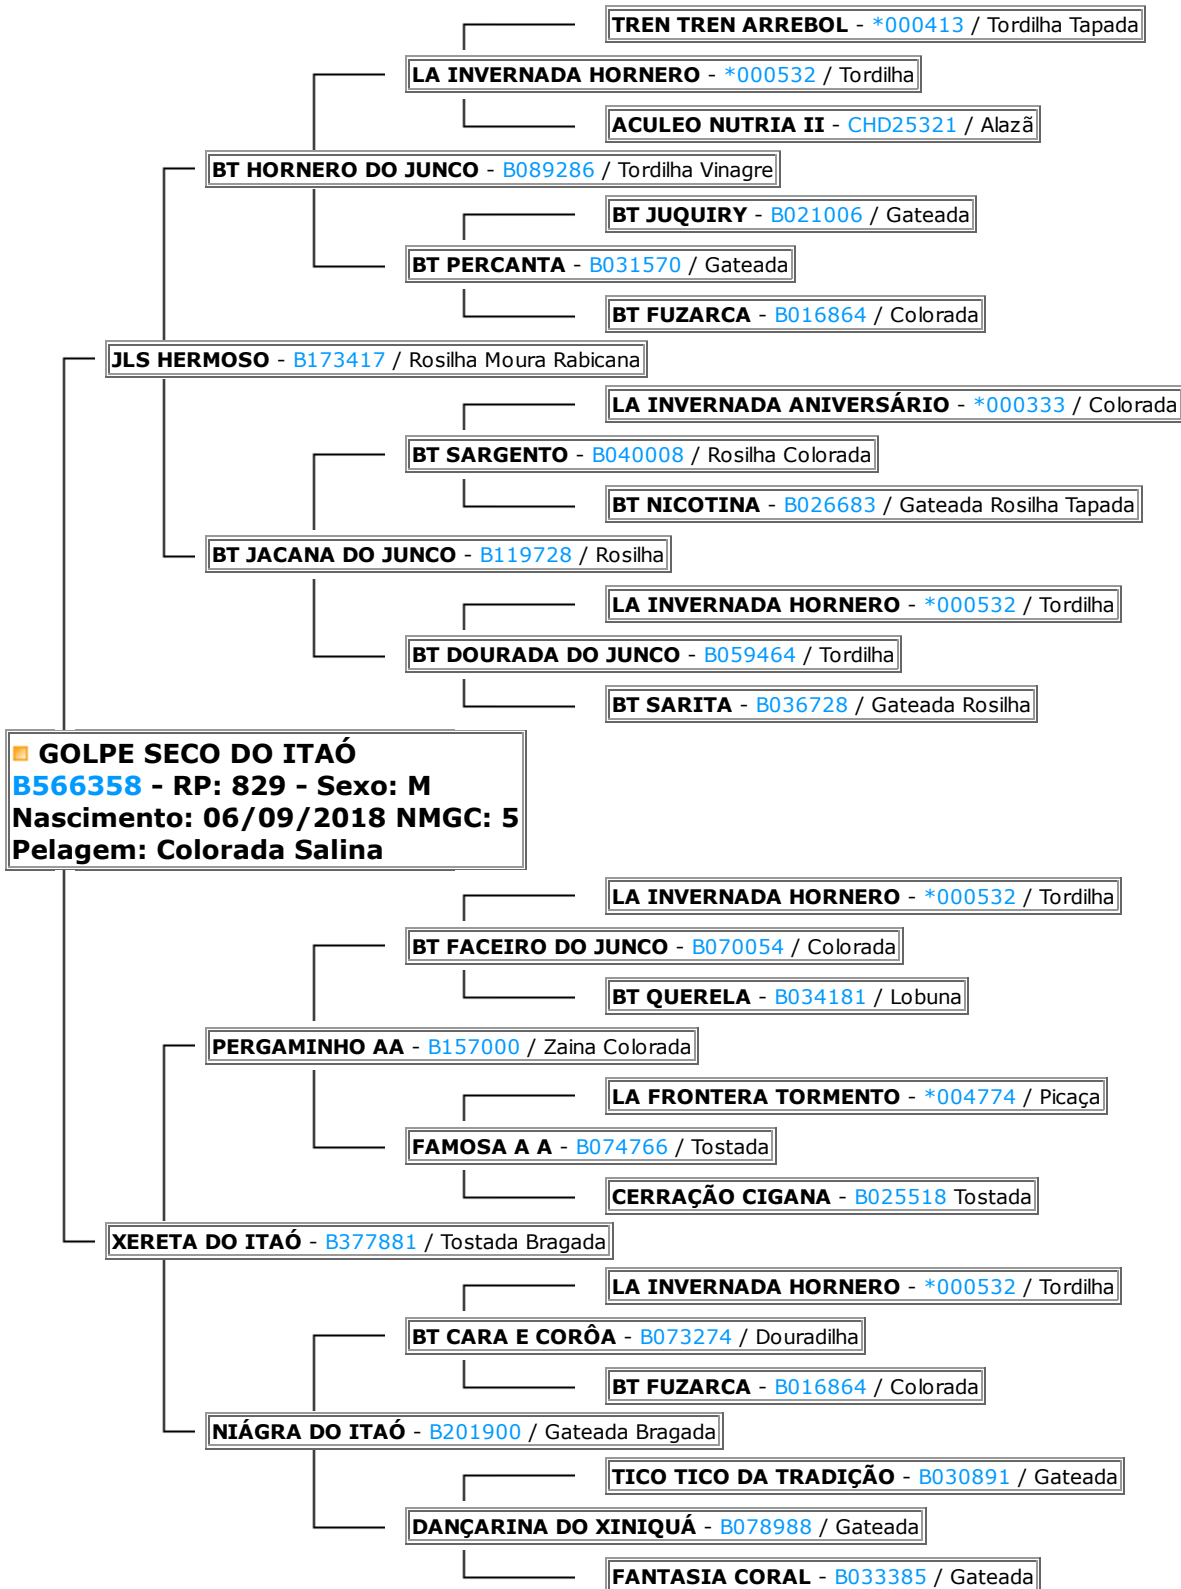 TREN TREN ARREBOL - *000413 / Tordilha Tapada
LA INVERNADA HORNERO - *000532 / Tordilha
ACULEO NUTRIA II - CHD25321 / Alazã
BT HORNERO DO JUNCO - B089286 / Tordilha Vinagre
BT JUQUIRY - B021006 / Gateada
BT PERCANTA - B031570 / Gateada
BT FUZARCA - B016864 / Colorada
JLS HERMOSO - B173417 / Rosilha Moura Rabicana
LA INVERNADA ANIVERSÁRIO - *000333 / Colorada
BT SARGENTO - B040008 / Rosilha Colorada
BT NICOTINA - B026683 / Gateada Rosilha Tapada
BT JACANA DO JUNCO - B119728 / Rosilha
LA INVERNADA HORNERO - *000532 / Tordilha
BT DOURADA DO JUNCO - B059464 / Tordilha
BT SARITA - B036728 / Gateada Rosilha
GOLPE SECO DO ITAÓ
B566358 - RP: 829 - Sexo: M
Nascimento: 06/09/2018 NMGC: 5
Pelagem: Colorada Salina
LA INVERNADA HORNERO - *000532 / Tordilha
BT FACEIRO DO JUNCO - B070054 / Colorada
BT QUERELA - B034181 / Lobuna
PERGAMINHO AA - B157000 / Zaina Colorada
LA FRONTERA TORMENTO - *004774 / Picaça
FAMOSA A A - B074766 / Tostada
CERRAÇÃO CIGANA - B025518 Tostada
XERETA DO ITAÓ - B377881 / Tostada Bragada
LA INVERNADA HORNERO - *000532 / Tordilha
BT CARA E CORÔA - B073274 / Douradilha
BT FUZARCA - B016864 / Colorada
NIÁGRA DO ITAÓ - B201900 / Gateada Bragada
TICO TICO DA TRADIÇÃO - B030891 / Gateada
DANÇARINA DO XINIQUÁ - B078988 / Gateada
FANTASIA CORAL - B033385 / Gateada